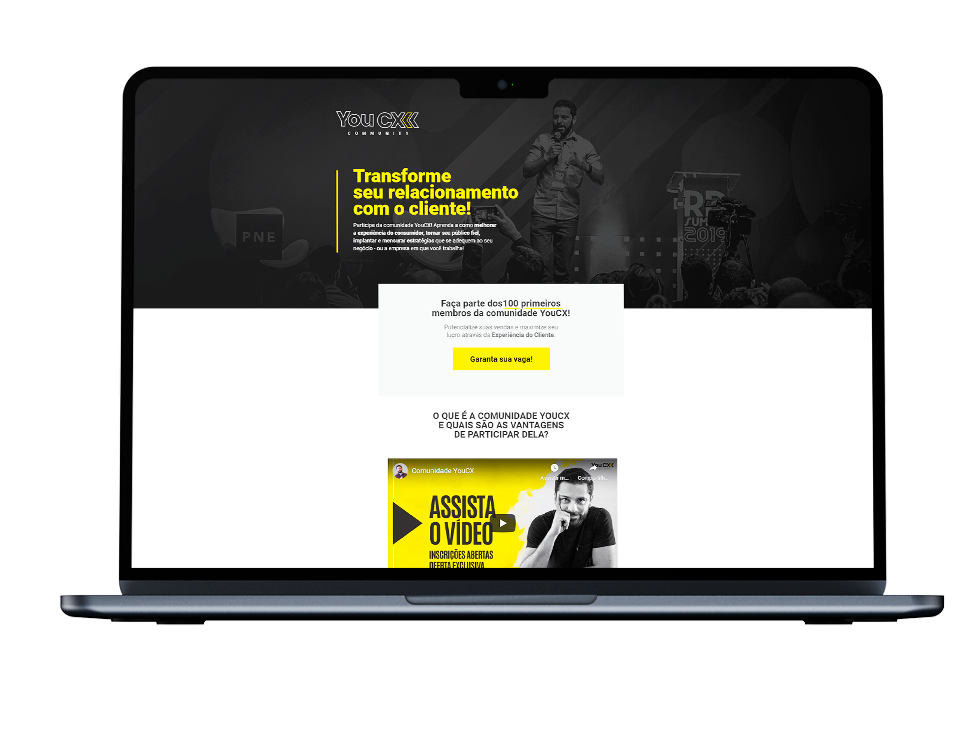 You CX
COMMUNITY
Transforme
seu relacionamento
com o cliente!
Participe da comunidade YouCX! Aprenda a como melhorar
a experiência do consumidor, tornar seu público fiel,
implantar e mensurar estratégias que se adequem ao seu
negócio - ou a empresa em que você trabalha!
PNE
RD
SUM
2019
Faça parte dos100 primeiros
membros da comunidade YouCX!
Potencialize suas vendas e maximize seu
lucro através da Experiência do Cliente.
Garanta sua vaga!
O QUE É A COMUNIDADE YOUCX
E QUAIS SÃO AS VANTAGENS
DE PARTICIPAR DELA?
Comunidade YouCX
YouCX
ASSISTA
O VÍDEO
INSCRIÇÕES ABERTAS
OFERTA EXCLUSIVA